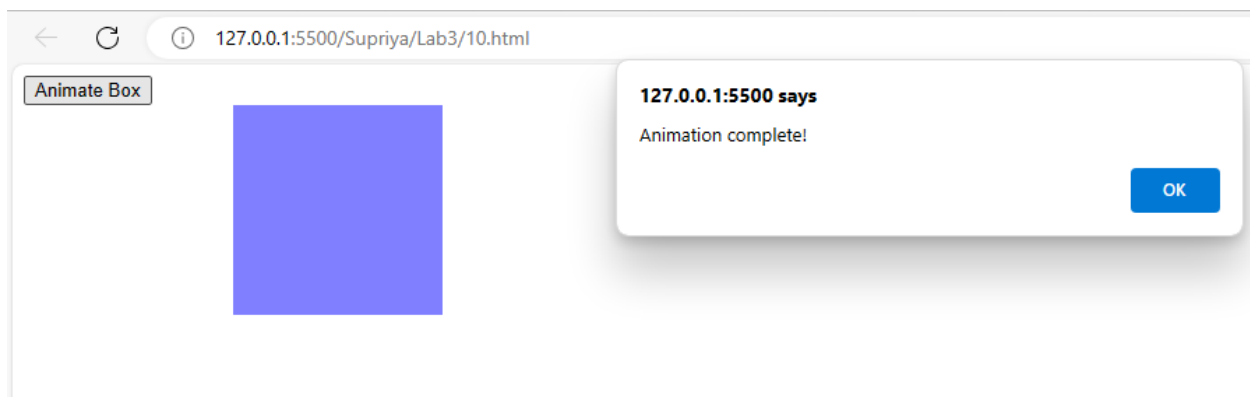 127.0.0.1:5500/Supriya/Lab3/10.html
Animate Box
127.0.0.1:5500 says
Animation complete!
OK